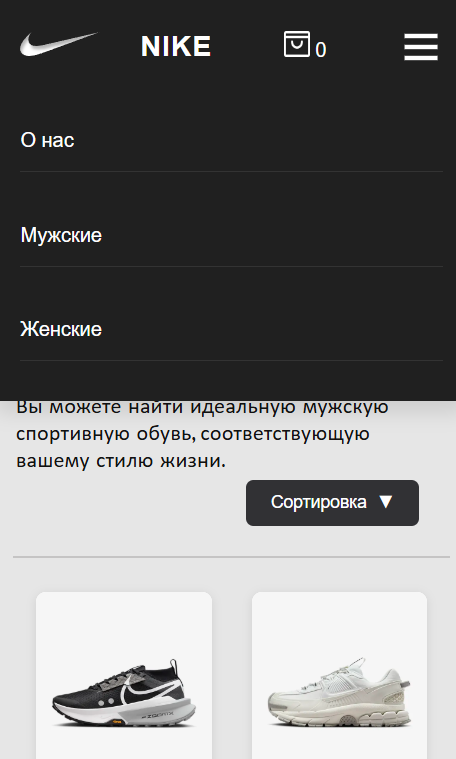 NIKE
0
О нас
Мужские
Женские
Вы можете найти идеальную мужскую
спортивную обувь, соответствующую
вашему стилю жизни.
Сортировка ▼